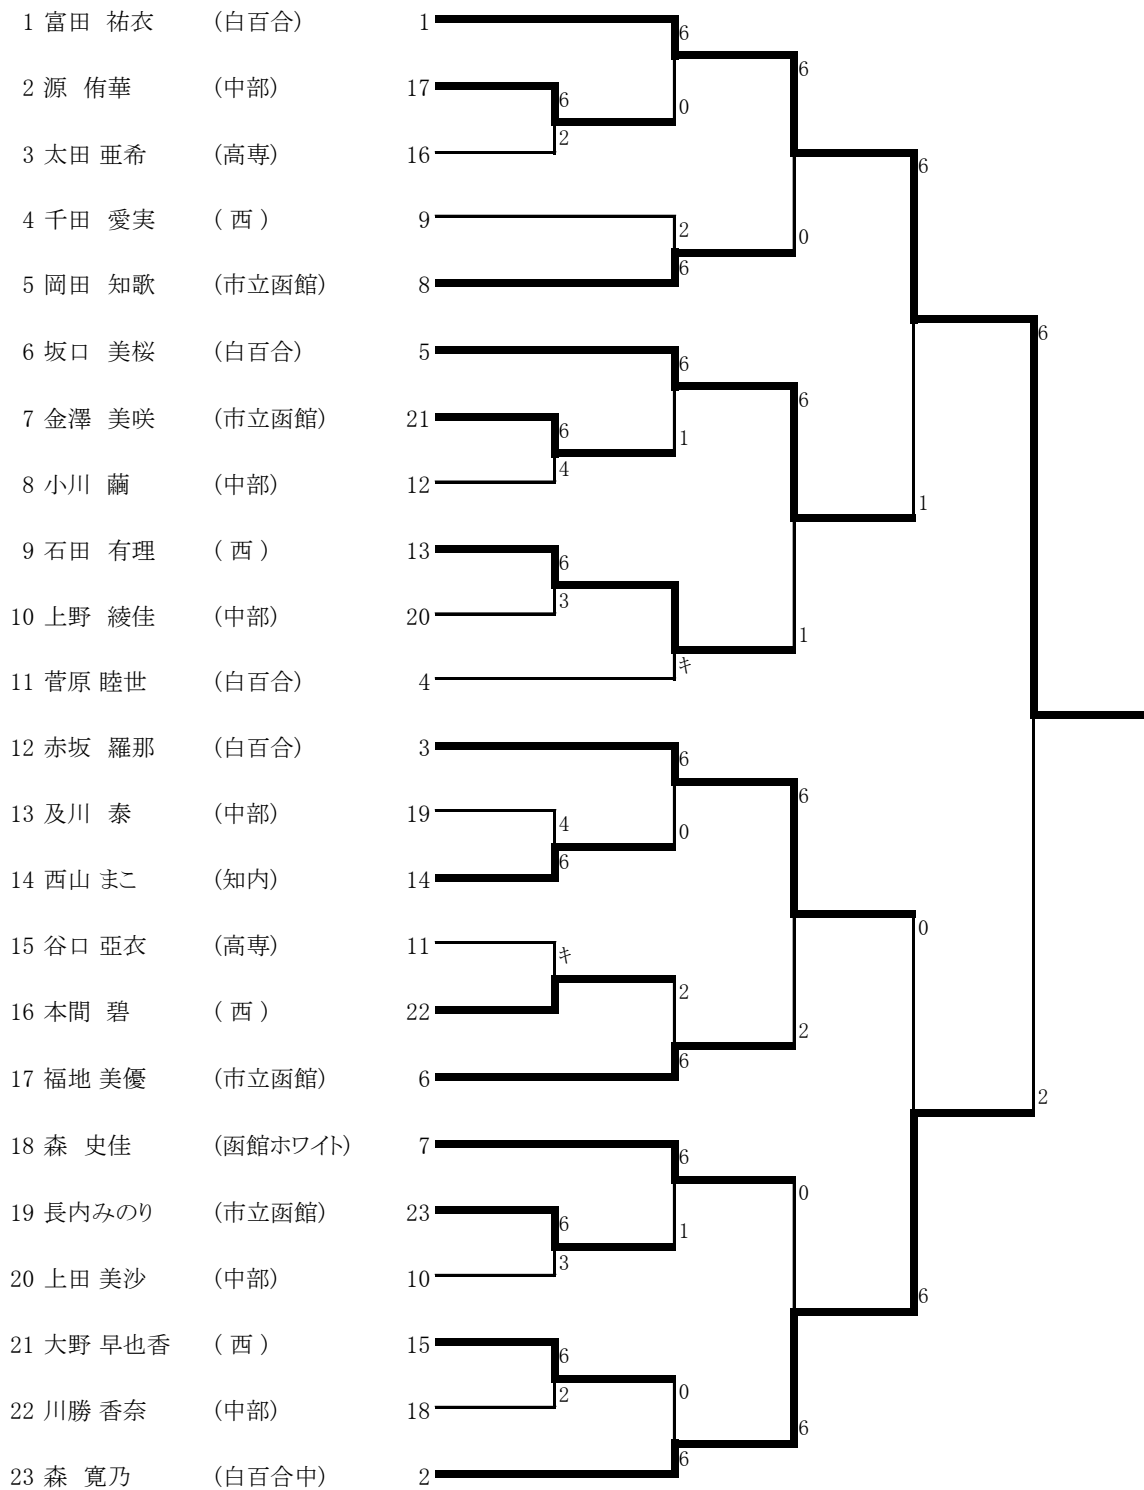 1 富田 祐衣 (白百合) 1
6
2 源 侑華 (中部) 17
6
6
0
2
3 太田 亜希 (高専) 16
6
4 千田 愛実 ( 西 ) 9
2
0
6
5 岡田 知歌 (市立函館) 8
6
6 坂口 美桜 (白百合) 5
6
6
7 金澤 美咲 (市立函館) 21
6
1
4
8 小川 繭 (中部) 12
1
9 石田 有理 ( 西 ) 13
6
3
10 上野 綾佳 (中部) 20
1
キ
11 菅原 睦世 (白百合) 4
12 赤坂 羅那 (白百合) 3
6
6
13 及川 泰 (中部) 19
4
0
6
14 西山 まこ (知内) 14
0
15 谷口 亞衣 (高専) 11
キ
2
16 本間 碧 ( 西 ) 22
2
6
17 福地 美優 (市立函館) 6
2
18 森 史佳 (函館ホワイト) 7
6
0
19 長内みのり (市立函館) 23
6
1
3
20 上田 美沙 (中部) 10
6
21 大野 早也香 ( 西 ) 15
6
0
2
22 川勝 香奈 (中部) 18
6
6
23 森 寛乃 (白百合中) 2